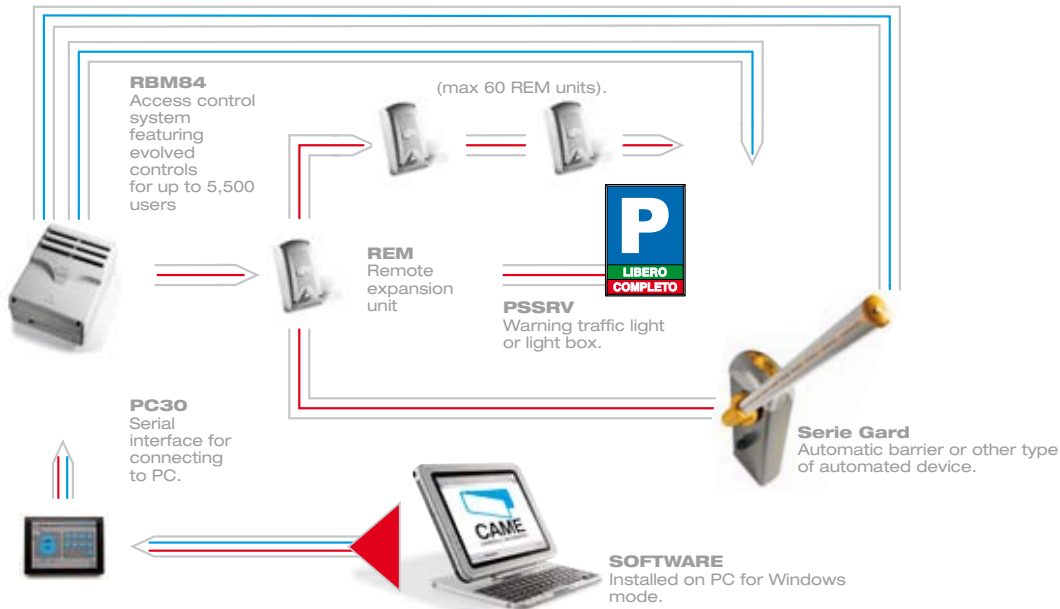 RBM84
Access control
system
featuring
evolved
controls
for up to 5,500
users
(max 60 REM units).
REM
Remote
expansion
unit
P
LIBERO
COMPLETO
PSSRV
Warning traffic light
or light box.
PC30
Serial
interface for
connecting
to PC.
Serie Gard
Automatic barrier or other type
of automated device.
CAME
SOFTWARE
Installed on PC for Windows
mode.